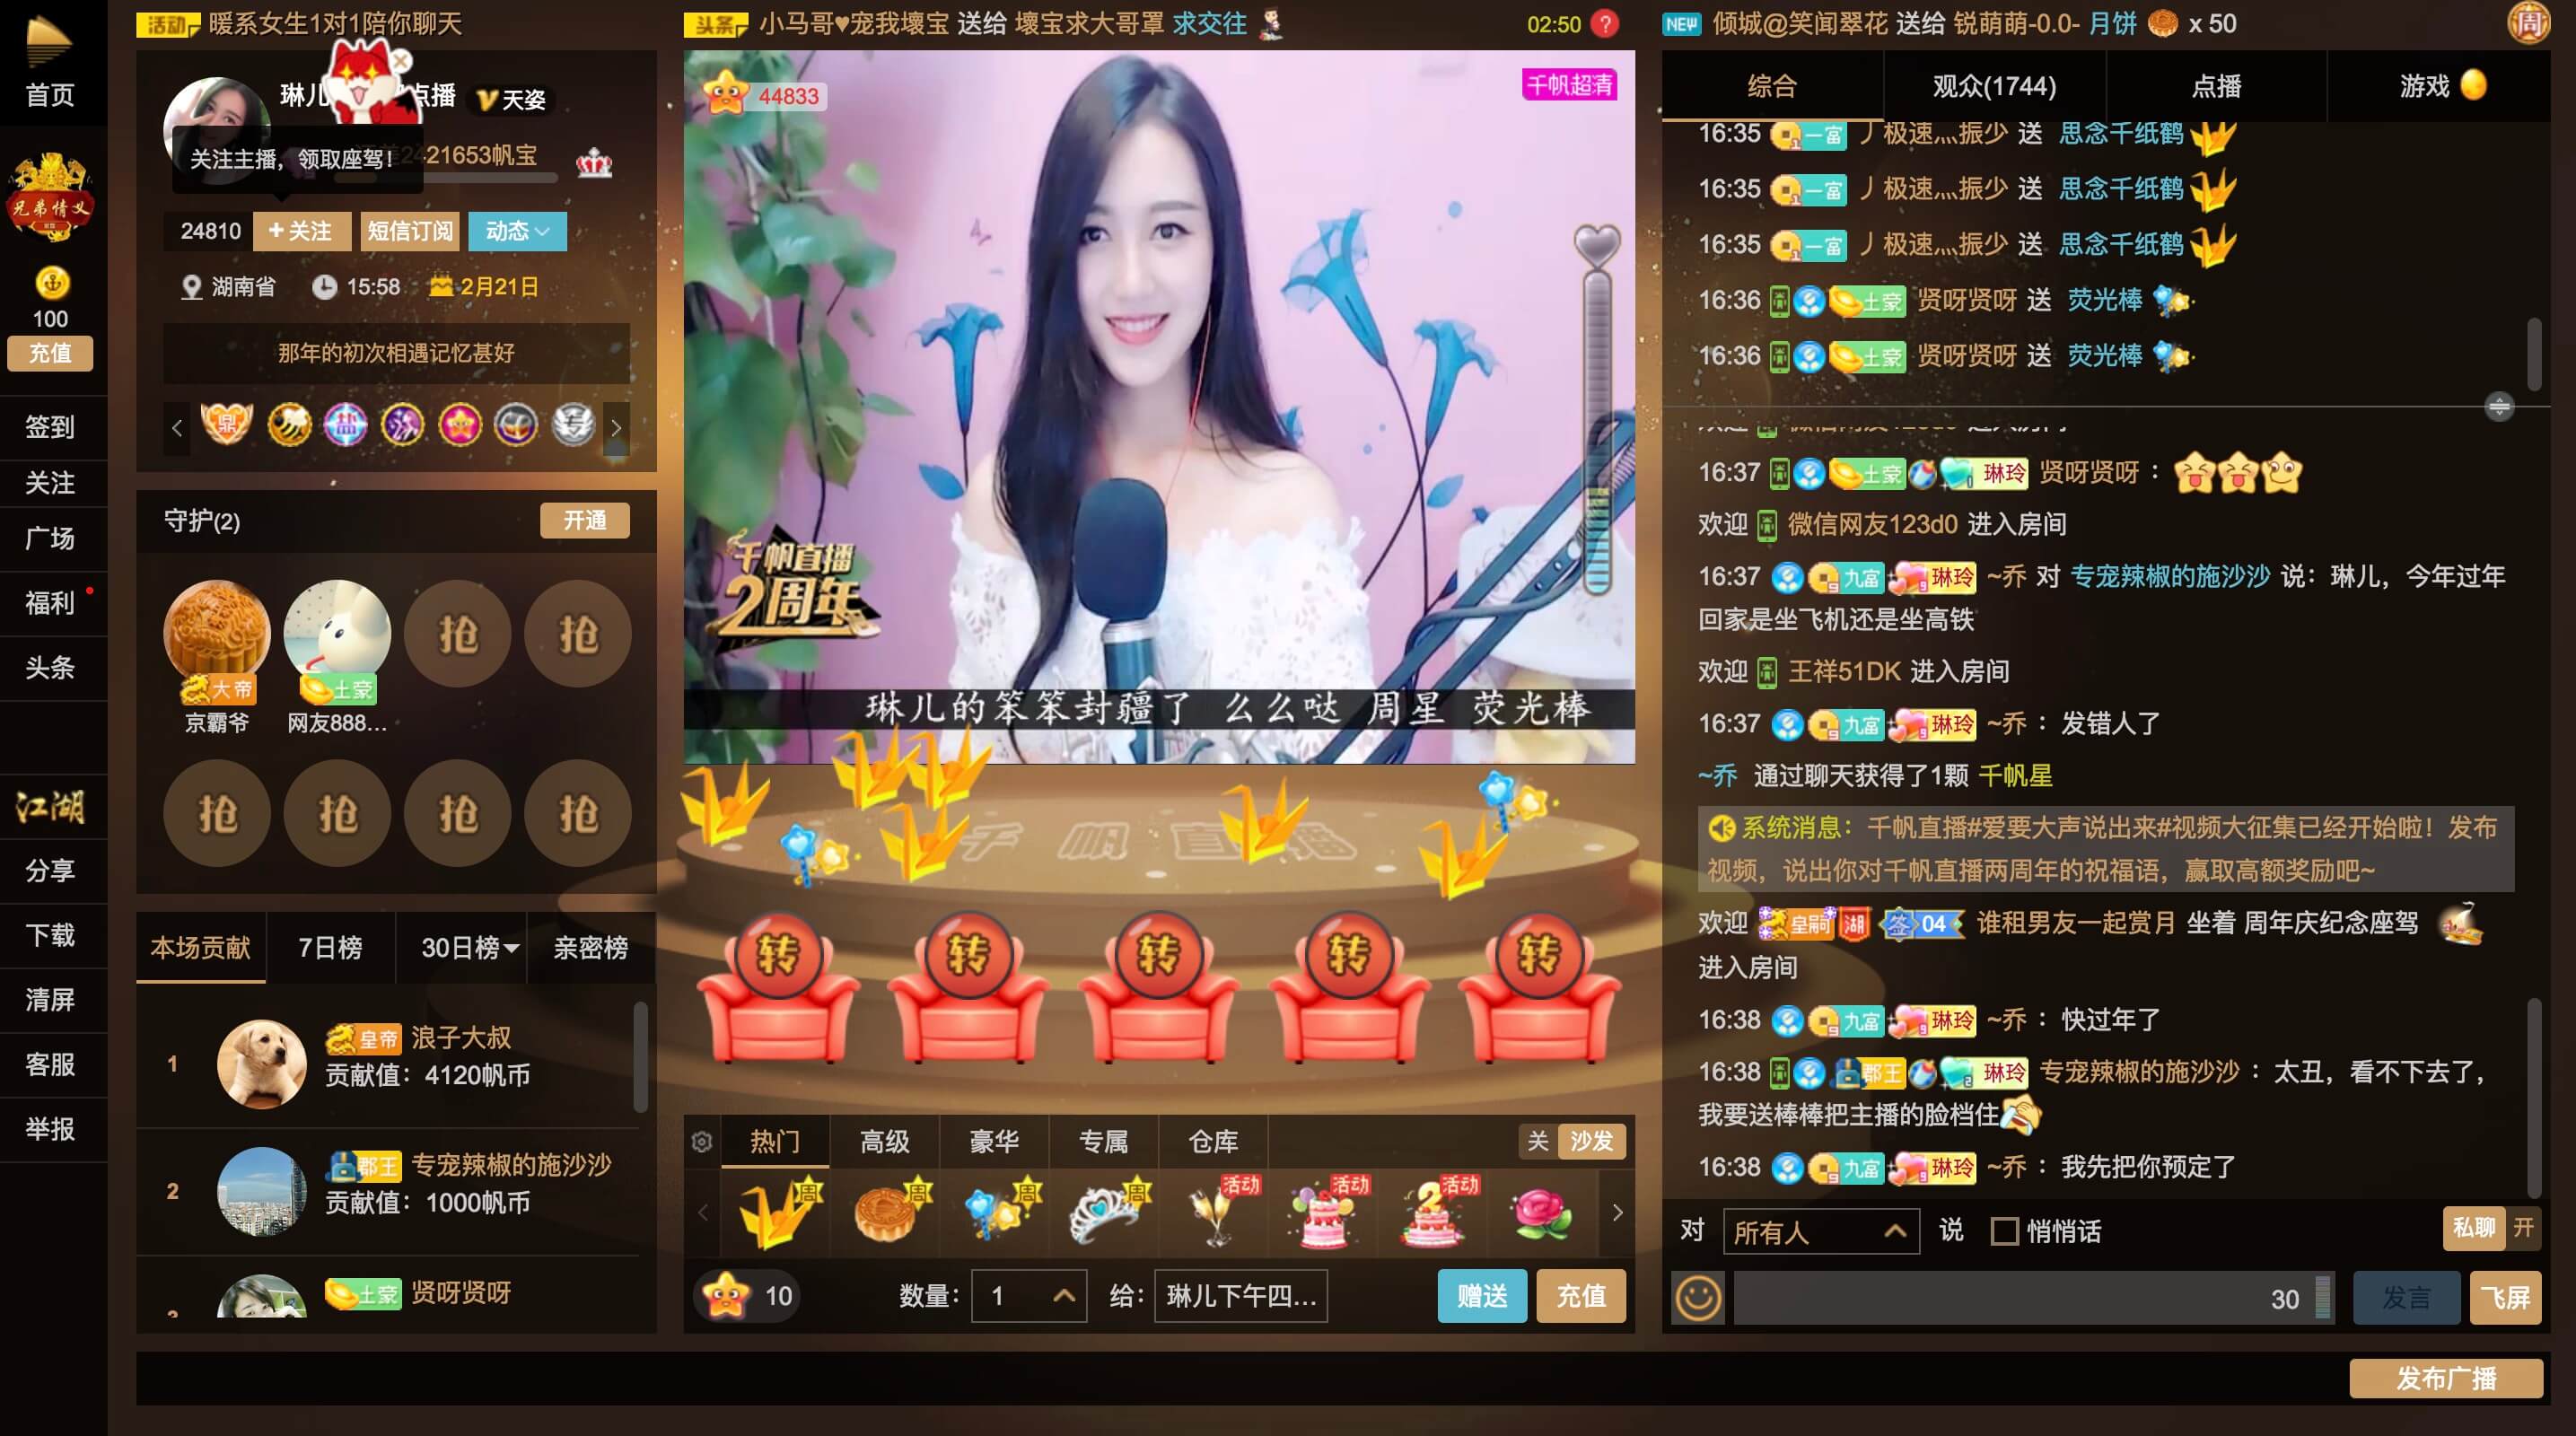 首页
兄弟情义
100
充值
签到
关注
广场
福利
头条
江湖
分享
下载
清屏
客服
举报
活动 暖系女生1对1陪你聊天
琳儿 点播 天姿
关注主播，领取座驾！
21653帆宝
24810 +关注 短信订阅 动态
湖南省 15:58 2月21日
那年的初次相遇记忆甚好
守护(2) 开通
抢 抢
大帝 土豪
京霸爷 网友888...
抢 抢 抢 抢
本场贡献 7日榜 30日榜 亲密榜
1 皇帝 浪子大叔
贡献值：4120帆币
2 郡王 专宠辣椒的施沙沙
贡献值：1000帆币
土豪 贤呀贤呀
头条 小马哥♥宠我壞宝 送给 壞宝求大哥罩 求交往 02:50 ?
44833 千帆超清
千帆直播
2周年
琳儿的笨笨封疆了 么么哒 周星 荧光棒
千帆直播
转 转 转 转 转
热门 高级 豪华 专属 仓库 关 沙发
周 周 周 周 活动 活动 活动
10 数量： 1 给： 琳儿下午四... 赠送 充值
NEW 倾城@笑闻翠花 送给 锐萌萌-0.0- 月饼 x 50 周
综合 观众(1744) 点播 游戏
16:35 一富 丿极速灬振少 送 思念千纸鹤
16:35 一富 丿极速灬振少 送 思念千纸鹤
16:35 一富 丿极速灬振少 送 思念千纸鹤
16:36 土豪 贤呀贤呀 送 荧光棒
16:36 土豪 贤呀贤呀 送 荧光棒
16:37 土豪 琳玲 贤呀贤呀：
欢迎 微信网友123d0 进入房间
16:37 九富 琳玲 ~乔 对 专宠辣椒的施沙沙 说：琳儿，今年过年
回家是坐飞机还是坐高铁
欢迎 王祥51DK 进入房间
16:37 九富 琳玲 ~乔 ：发错人了
~乔 通过聊天获得了1颗 千帆星
系统消息：千帆直播#爱要大声说出来#视频大征集已经开始啦！发布
视频，说出你对千帆直播两周年的祝福语，赢取高额奖励吧~
欢迎 皇嗣 湖 签 04 谁租男友一起赏月 坐着 周年庆纪念座驾
进入房间
16:38 九富 琳玲 ~乔 ：快过年了
16:38 郡王 琳玲 专宠辣椒的施沙沙 ：太丑，看不下去了，
我要送棒棒把主播的脸档住
16:38 九富 琳玲 ~乔 ：我先把你预定了
对 所有人 说 悄悄话 私聊 开
30 发言 飞屏
发布广播